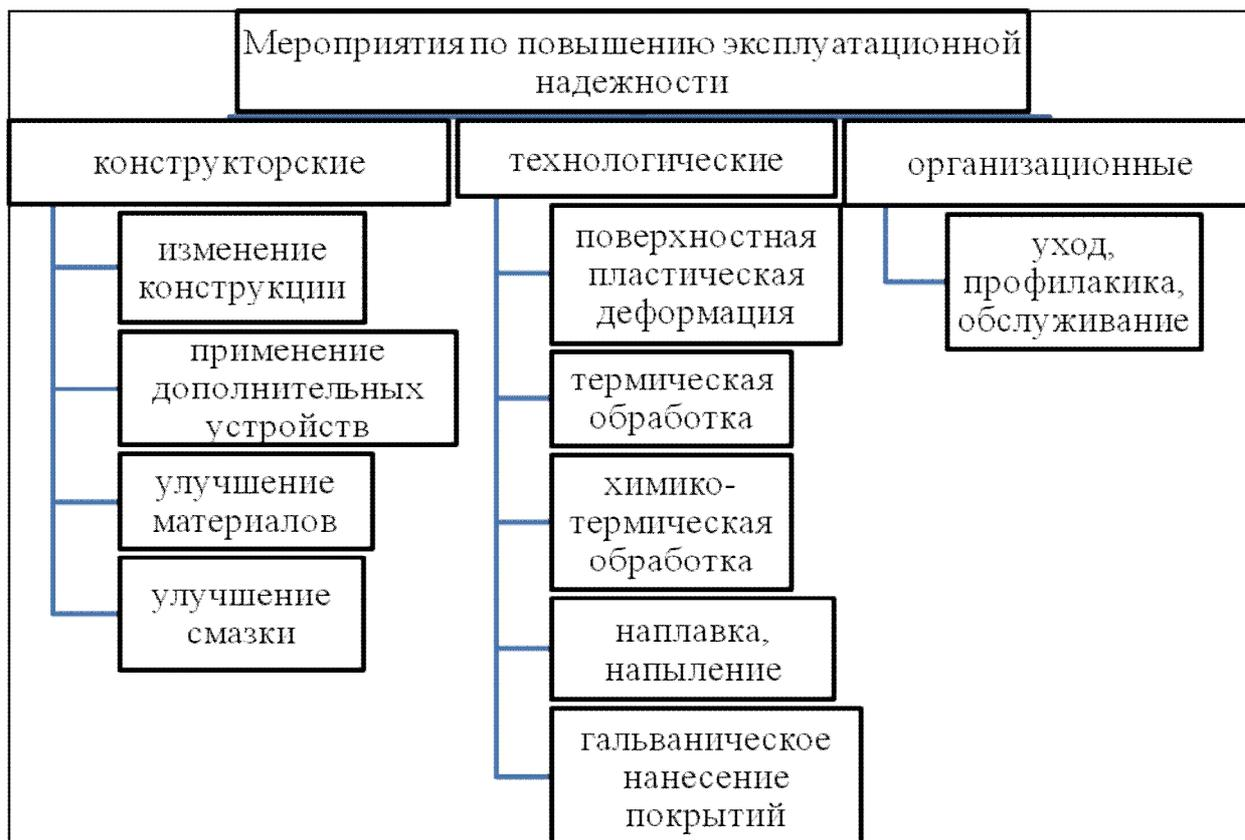 Мероприятия по повышению эксплуатационной
надежности
конструкторские
изменение
конструкции
применение
дополнительных
устройств
улучшение
материалов
улучшение
смазки
технологические
поверхностная
пластическая
деформация
термическая
обработка
химико-
термическая
обработка
наплавка,
напыление
гальваническое
нанесение
покрытий
организационные
уход,
профилакика,
обслуживание